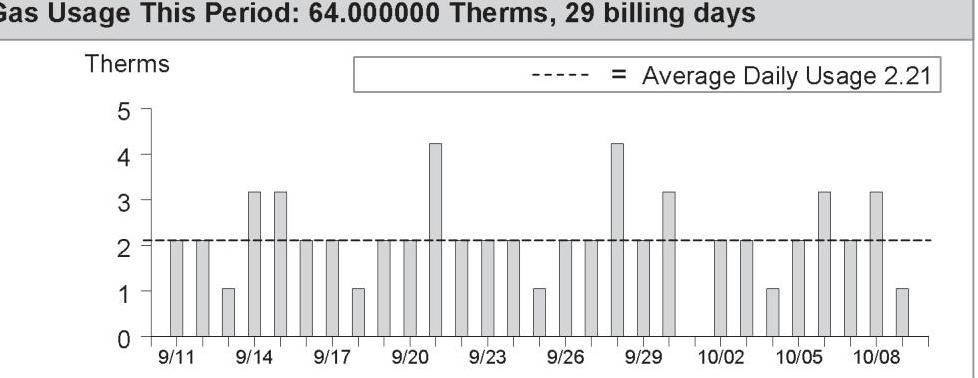 Gas Usage This Period: 64.000000 Therms, 29 billing days
Therms
----- = Average Daily Usage 2.21
5
4
3
2
1
0
9/11 9/14 9/17 9/20 9/23 9/26 9/29 10/02 10/05 10/08